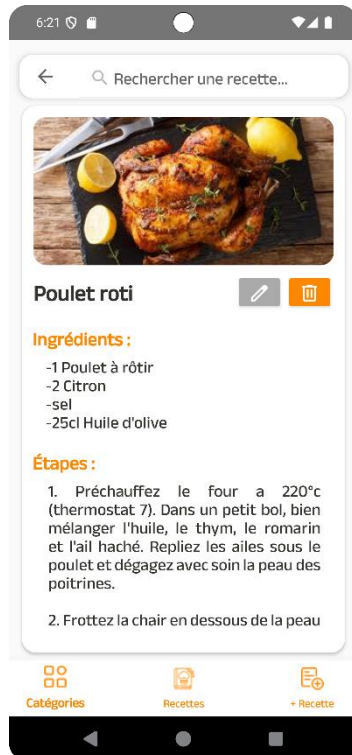 6:21
Rechercher une recette...
Poulet roti
Ingrédients :
-1 Poulet à rôtir
-2 Citron
-sel
-25cl Huile d'olive
Étapes :
1. Préchauffez le four a 220°c
(thermostat 7). Dans un petit bol, bien
mélanger l'huile, le thym, le romarin
et l'ail haché. Repliez les ailes sous le
poulet et dégagez avec soin la peau des
poitrines.
2. Frottez la chair en dessous de la peau
Catégories
Recettes
+ Recette